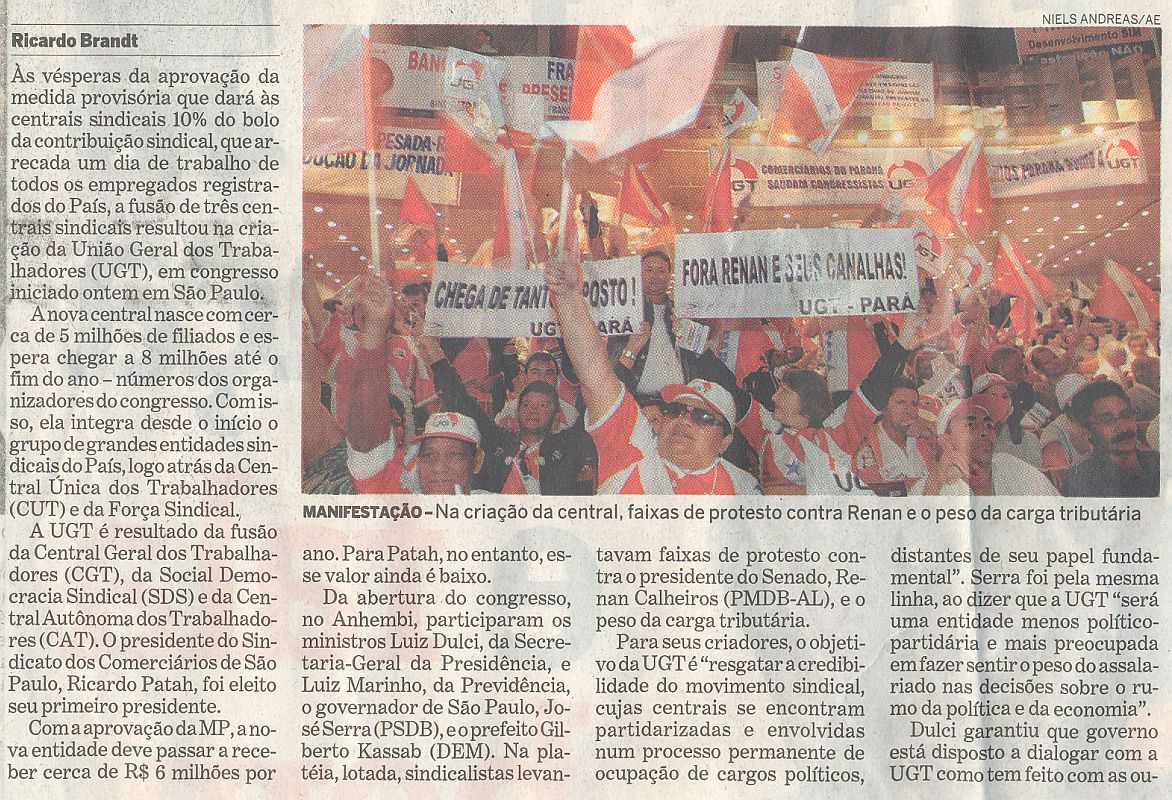 NIELS ANDREAS/AE
Ricardo Brandt
Às vésperas da aprovação da
medida provisória que dará às
centrais sindicais 10% do bolo
da contribuição sindical, que ar-
recada um dia de trabalho de
todos os empregados registra-
dos do País, a fusão de três cen-
trais sindicais resultou na cria-
ção da União Geral dos Traba-
lhadores (UGT), em congresso
iniciado ontem em São Paulo.
A nova central nasce com cer-
ca de 5 milhões de filiados e es-
pera chegar a 8 milhões até o
fim do ano – números dos orga-
nizadores do congresso. Com is-
so, ela integra desde o início o
grupo de grandes entidades sin-
dicais do País, logo atrás da Cen-
tral Única dos Trabalhadores
(CUT) e da Força Sindical.
A UGT é resultado da fusão
da Central Geral dos Trabalha-
dores (CGT), da Social Demo-
cracia Sindical (SDS) e da Cen-
tral Autônoma dos Trabalhado-
res (CAT). O presidente do Sin-
dicato dos Comerciários de São
Paulo, Ricardo Patah, foi eleito
seu primeiro presidente.
Com a aprovação da MP, a no-
va entidade deve passar a rece-
ber cerca de R$ 6 milhões por
Desenvolvimento SIM
BAN
FRA
PRESE
PESADA
UÇÃO DA JORNAD
UGT
COMERCIÁRIOS DO PARANÁ
SAUDAM CONGRESSISTAS
UGT
UGT
CHEGA DE TANT POSTO!
UGT PARÁ
FORA RENAN E SEUS CANALHAS!
UGT - PARÁ
UGT
MANIFESTAÇÃO – Na criação da central, faixas de protesto contra Renan e o peso da carga tributária
ano. Para Patah, no entanto, es-
se valor ainda é baixo.
Da abertura do congresso,
no Anhembi, participaram os
ministros Luiz Dulci, da Secre-
taria-Geral da Presidência, e
Luiz Marinho, da Previdência,
o governador de São Paulo, Jo-
sé Serra (PSDB), e o prefeito Gil-
berto Kassab (DEM). Na pla-
téia, lotada, sindicalistas levan-
tavam faixas de protesto con-
tra o presidente do Senado, Re-
nan Calheiros (PMDB-AL), e o
peso da carga tributária.
Para seus criadores, o objeti-
vo da UGT é “resgatar a credibi-
lidade do movimento sindical,
cujas centrais se encontram
partidarizadas e envolvidas
num processo permanente de
ocupação de cargos políticos,
distantes de seu papel funda-
mental”. Serra foi pela mesma
linha, ao dizer que a UGT “será
uma entidade menos político-
partidária e mais preocupada
em fazer sentir o peso do assala-
riado nas decisões sobre o ru-
mo da política e da economia”.
Dulci garantiu que governo
está disposto a dialogar com a
UGT como tem feito com as ou-